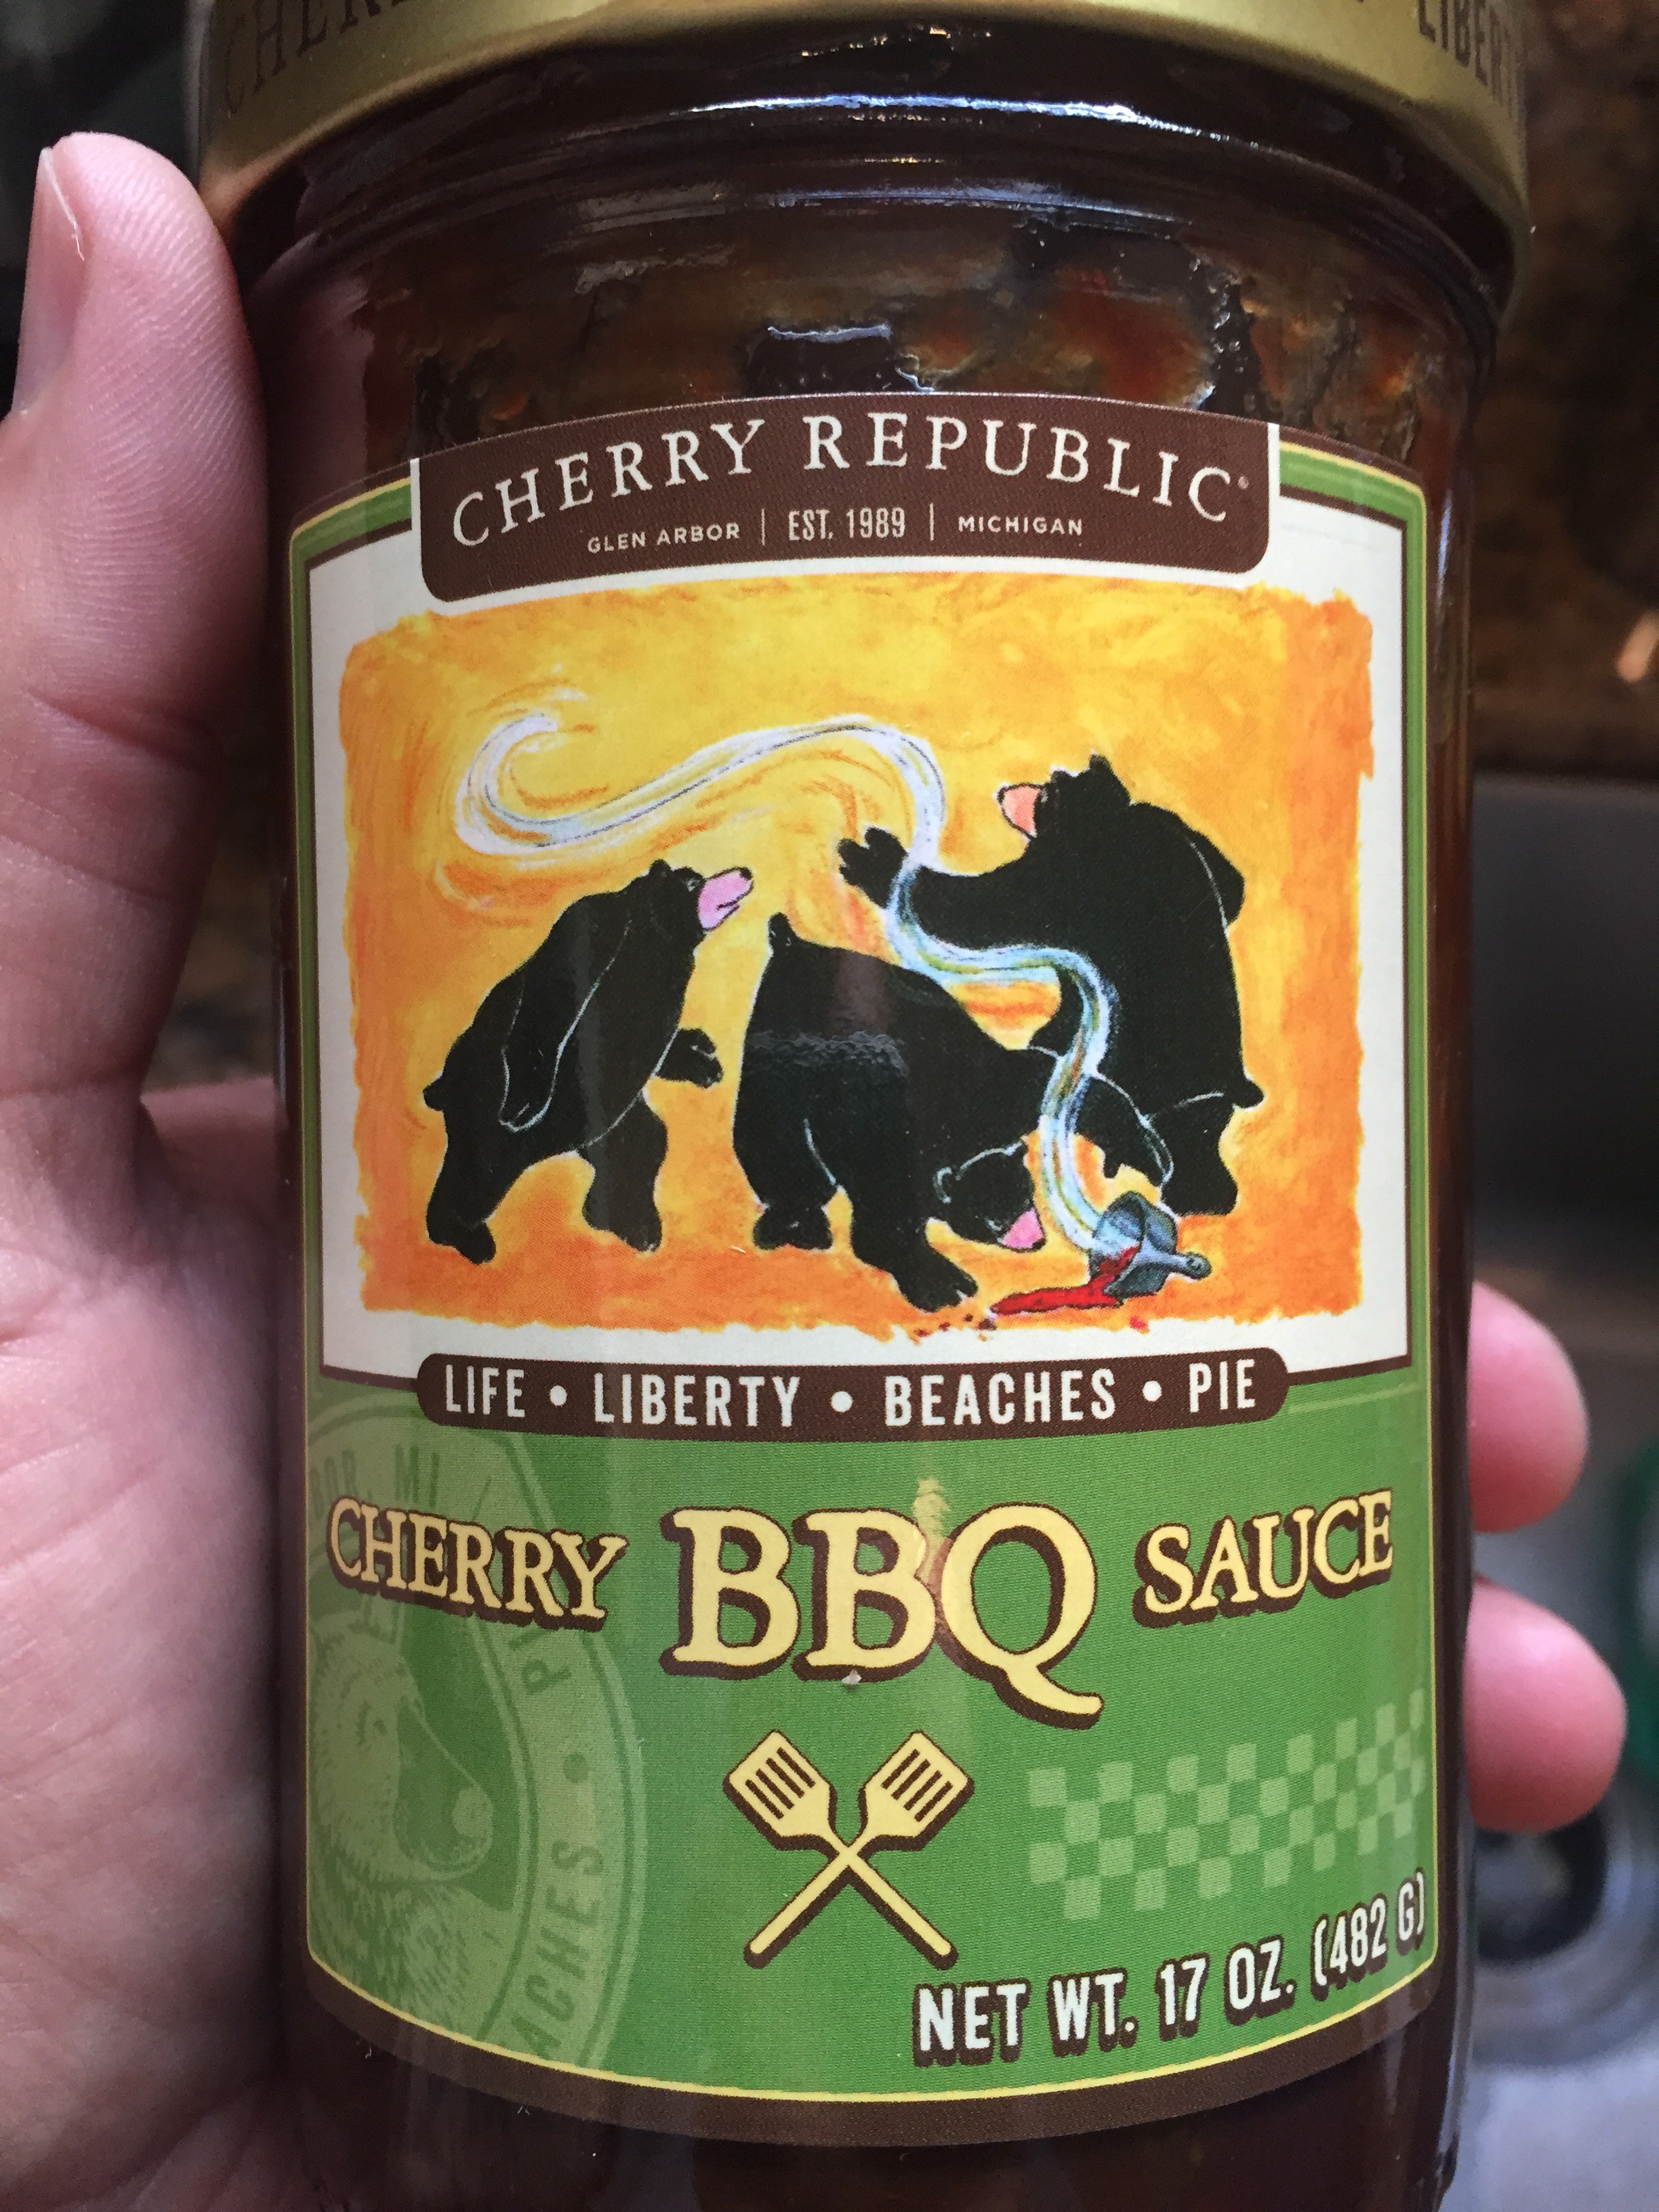 CHERRY REPUBLIC
GLEN ARBOR | EST. 1989 | MICHIGAN
LIFE • LIBERTY • BEACHES • PIE
CHERRY BBQ SAUCE
NET WT. 17 OZ. (482 G)